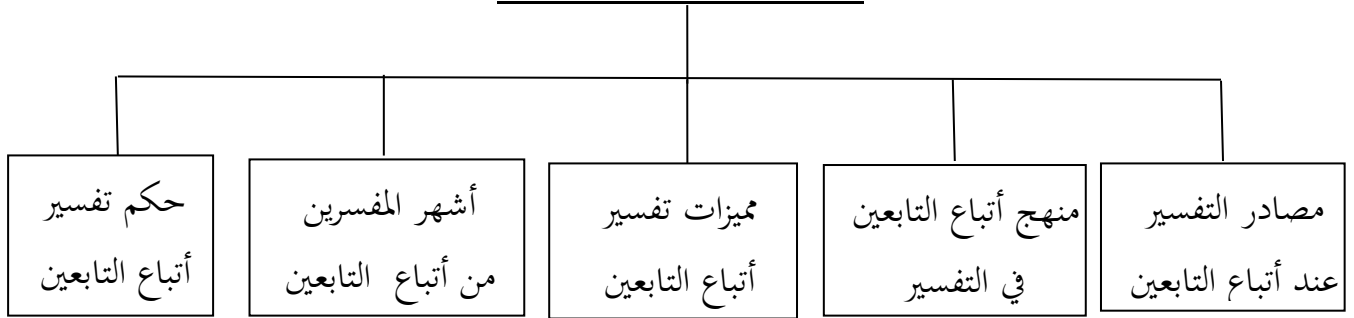 مصادر التفسير
عند أتباع التابعين
منهج أتباع التابعين
في التفسير
مميزات تفسير
أتباع التابعين
أشهر المفسرين
من أتباع التابعين
حكم تفسير
أتباع التابعين